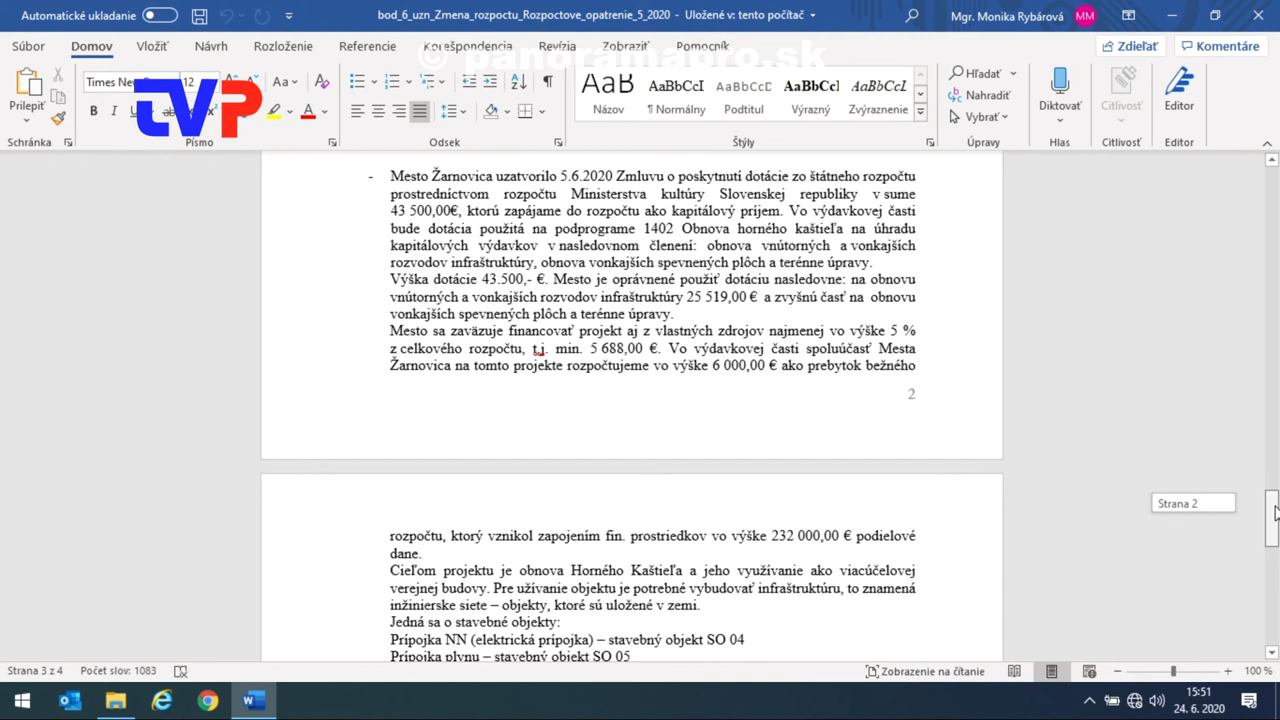 Automatické ukladanie
bod_6_uzn_Zmena_rozpoctu_Rozpoctove_opatrenie_5_2020 - Uložené v: tento počítač
Mgr. Monika Rybárová
MM
Súbor Domov Vložiť Návrh Rozloženie Referencie Korešpondencia Revízia Zobraziť Pomocník
© panoramapro.sk
Zdieľať Komentáre
Prilepiť
Times Ne
12
Aa
TVP
AaB AaBbCcI AaBbCcD AaBbCcI AaBbCcI
Názov ¶ Normálny Podtitul Výrazný Zvýraznenie
Hľadať
Nahradiť
Vybrať
Diktovať
Citlivosť
Editor
Schránka Písmo Odsek Štýly Úpravy Hlas Citlivosť Editor
- Mesto Žarnovica uzatvorilo 5.6.2020 Zmluvu o poskytnutí dotácie zo štátneho rozpočtu
prostredníctvom rozpočtu Ministerstva kultúry Slovenskej republiky v sume
43 500,00€, ktorú zapájame do rozpočtu ako kapitálový príjem. Vo výdavkovej časti
bude dotácia použitá na podprograme 1402 Obnova horného kaštieľa na úhradu
kapitálových výdavkov v nasledovnom členení: obnova vnútorných a vonkajších
rozvodov infraštruktúry, obnova vonkajších spevnených plôch a terénne úpravy.
Výška dotácie 43.500,- €. Mesto je oprávnené použiť dotáciu nasledovne: na obnovu
vnútorných a vonkajších rozvodov infraštruktúry 25 519,00 € a zvyšnú časť na obnovu
vonkajších spevnených plôch a terénne úpravy.
Mesto sa zaväzuje financovať projekt aj z vlastných zdrojov najmenej vo výške 5 %
z celkového rozpočtu, t.j. min. 5 688,00 €. Vo výdavkovej časti spoluúčasť Mesta
Žarnovica na tomto projekte rozpočtujeme vo výške 6 000,00 € ako prebytok bežného
2
Strana 2
rozpočtu, ktorý vznikol zapojením fin. prostriedkov vo výške 232 000,00 € podielové
dane.
Cieľom projektu je obnova Horného Kaštieľa a jeho využívanie ako viacúčelovej
verejnej budovy. Pre užívanie objektu je potrebné vybudovať infraštruktúru, to znamená
inžinierske siete – objekty, ktoré sú uložené v zemi.
Jedná sa o stavebné objekty:
Prípojka NN (elektrická prípojka) – stavebný objekt SO 04
Prípojka plynu – stavebný objekt SO 05
Strana 3 z 4 Počet slov: 1083
Zobrazenie na čítanie
100 %
15:51
24. 6. 2020